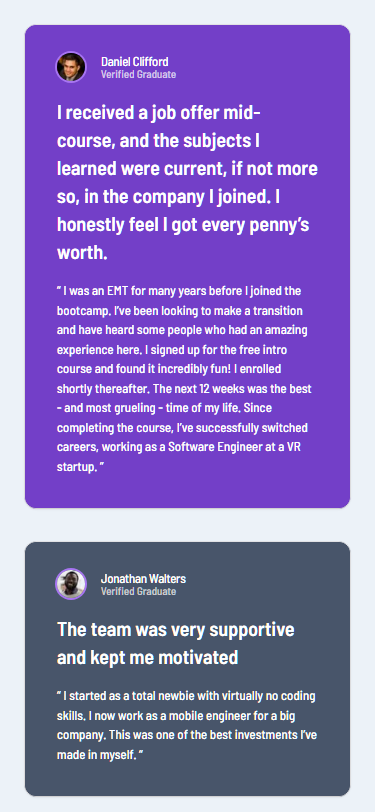 Daniel Clifford
Verified Graduate
I received a job offer mid-
course, and the subjects I
learned were current, if not more
so, in the company I joined. I
honestly feel I got every penny’s
worth.
“ I was an EMT for many years before I joined the
bootcamp. I’ve been looking to make a transition
and have heard some people who had an amazing
experience here. I signed up for the free intro
course and found it incredibly fun! I enrolled
shortly thereafter. The next 12 weeks was the best
- and most grueling - time of my life. Since
completing the course, I’ve successfully switched
careers, working as a Software Engineer at a VR
startup. ”
Jonathan Walters
Verified Graduate
The team was very supportive
and kept me motivated
“ I started as a total newbie with virtually no coding
skills. I now work as a mobile engineer for a big
company. This was one of the best investments I’ve
made in myself. ”